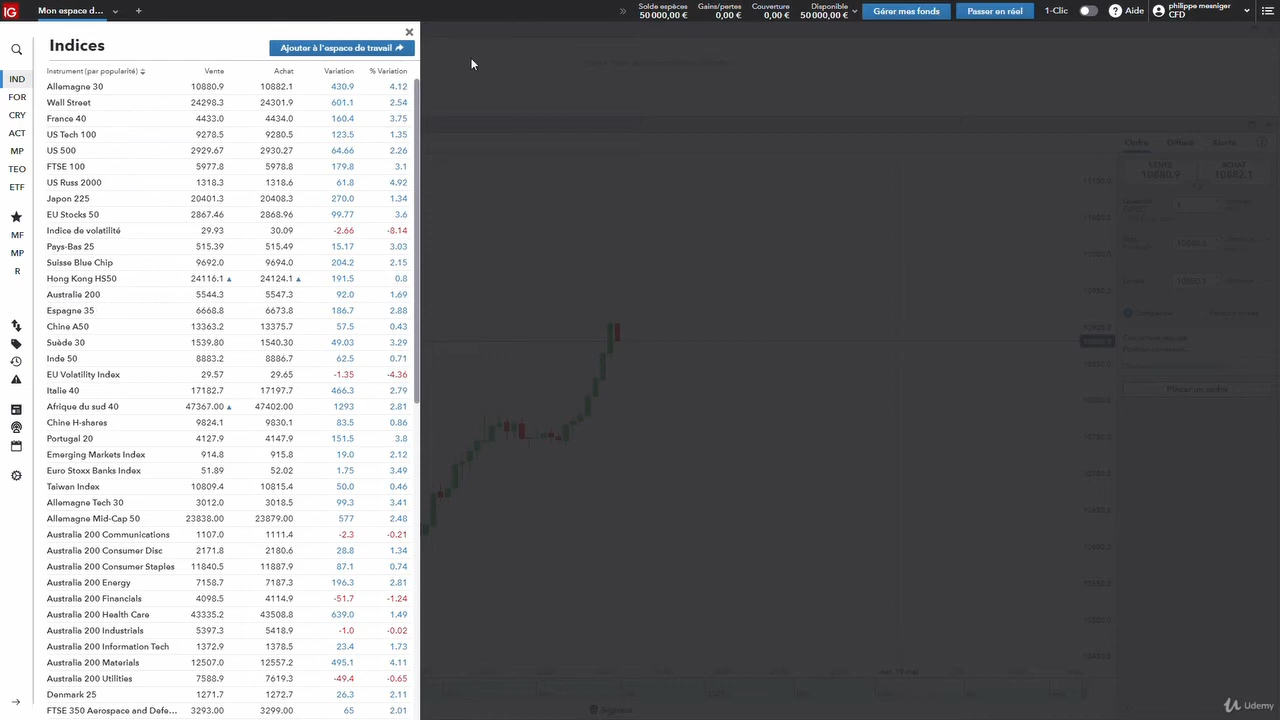 IG Mon espace d... + » Solde espèces Gains/pertes Couverture Disponible Gérer mes fonds Passer en réel 1-Clic Aide philippe mesniger
50 000,00 € 0,00 € 0,00 € 50 000,00 € CFD
Indices
Ajouter à l'espace de travail
Instrument (par popularité) Vente Achat Variation % Variation
IND
FOR
CRY
ACT
MP
TEO
ETF
MF
MP
R
Allemagne 30 10880.9 10882.1 430.9 4.12
Wall Street 24298.3 24301.9 601.1 2.54
France 40 4433.0 4434.0 160.4 3.75
US Tech 100 9278.5 9280.5 123.5 1.35
US 500 2929.67 2930.27 64.66 2.26
FTSE 100 5977.8 5978.8 179.8 3.1
US Russ 2000 1318.3 1318.6 61.8 4.92
Japon 225 20401.3 20408.3 270.0 1.34
EU Stocks 50 2867.46 2868.96 99.77 3.6
Indice de volatilité 29.93 30.09 -2.66 -8.14
Pays-Bas 25 515.39 515.49 15.17 3.03
Suisse Blue Chip 9692.0 9694.0 204.2 2.15
Hong Kong HS50 24116.1 ▲ 24124.1 ▲ 191.5 0.8
Australie 200 5544.3 5547.3 92.0 1.69
Espagne 35 6668.8 6673.8 186.7 2.88
Chine A50 13363.2 13375.7 57.5 0.43
Suède 30 1539.80 1540.30 49.03 3.29
Inde 50 8883.2 8886.7 62.5 0.71
EU Volatility Index 29.57 29.65 -1.35 -4.36
Italie 40 17182.7 17197.7 466.3 2.79
Afrique du sud 40 47367.00 ▲ 47402.00 1293 2.81
Chine H-shares 9824.1 9830.1 83.5 0.86
Portugal 20 4127.9 4147.9 151.5 3.8
Emerging Markets Index 914.8 915.8 19.0 2.12
Euro Stoxx Banks Index 51.89 52.02 1.75 3.49
Taiwan Index 10809.4 10815.4 50.0 0.46
Allemagne Tech 30 3012.0 3018.5 99.3 3.41
Allemagne Mid-Cap 50 23838.00 23879.00 577 2.48
Australia 200 Communications 1107.0 1111.4 -2.3 -0.21
Australia 200 Consumer Disc 2171.8 2180.6 28.8 1.34
Australia 200 Consumer Staples 11840.5 11887.9 87.1 0.74
Australia 200 Energy 7158.7 7187.3 196.3 2.81
Australia 200 Financials 4098.5 4114.9 -51.7 -1.24
Australia 200 Health Care 43335.2 43508.8 639.0 1.49
Australia 200 Industrials 5397.3 5418.9 -1.0 -0.02
Australia 200 Information Tech 1372.9 1378.5 23.4 1.73
Australia 200 Materials 12507.0 12557.2 495.1 4.11
Australia 200 Utilities 7588.9 7619.3 -49.4 -0.65
Denmark 25 1271.7 1272.7 26.3 2.11
FTSE 350 Aerospace and Defe... 3293.00 3299.00 65 2.01
Ordre Alerte
VENTE ACHAT
10880.9 10882.1
Placer un ordre
Signaux
Udemy